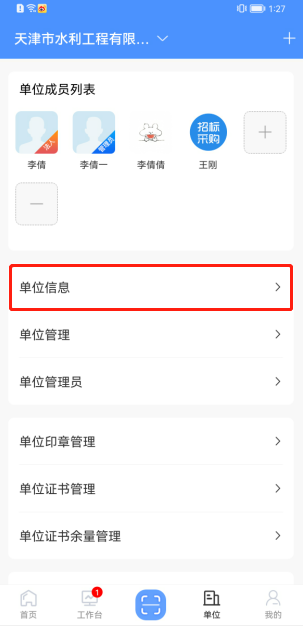 1:27
天津市水利工程有限...
单位成员列表
法人
管理员
招标
采购
李倩
李倩一
李倩倩
王刚
单位信息
单位管理
单位管理员
单位印章管理
单位证书管理
单位证书余量管理
1
首页
工作台
单位
我的